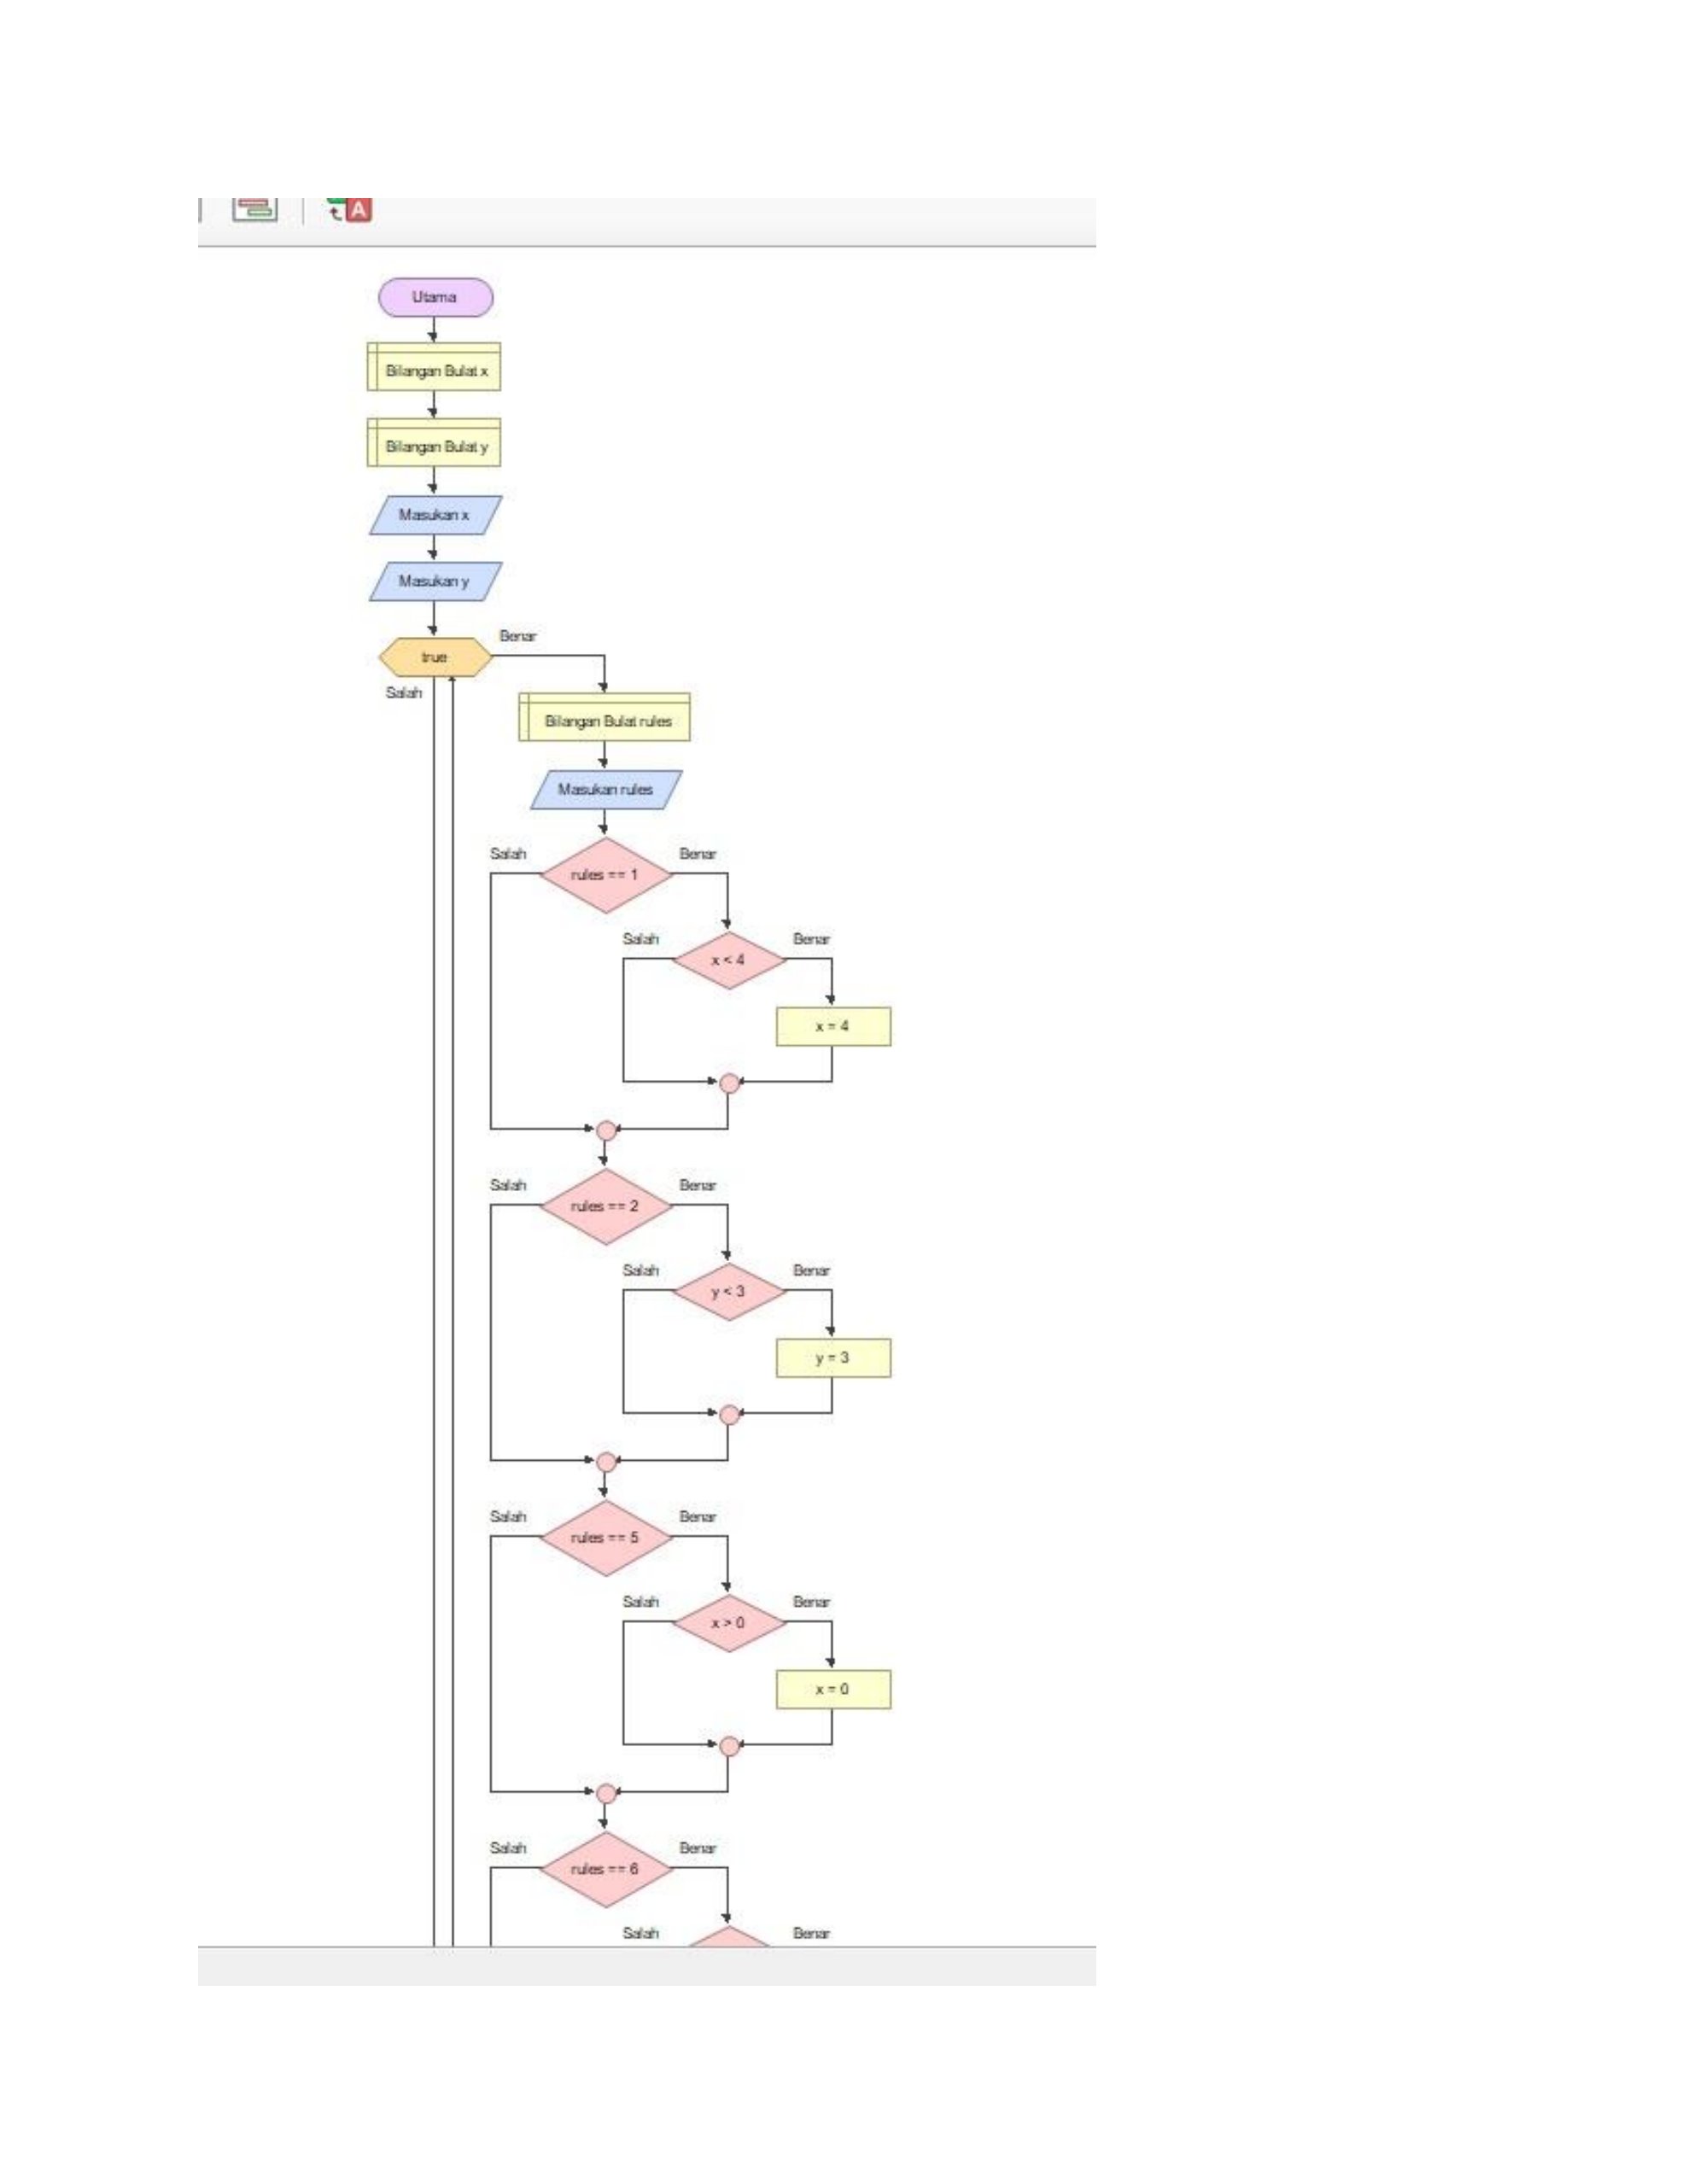 A
Utama
Bilangan Bulat x
Bilangan Bulat y
Masukan x
Masukan y
Benar
true
Salah
Bilangan Bulat rules
Masukan rules
Salah Benar
rules == 1
Salah Benar
x < 4
x = 4
Salah Benar
rules == 2
Salah Benar
y < 3
y = 3
Salah Benar
rules == 5
Salah Benar
x > 0
x = 0
Salah Benar
rules == 6
Salah Benar